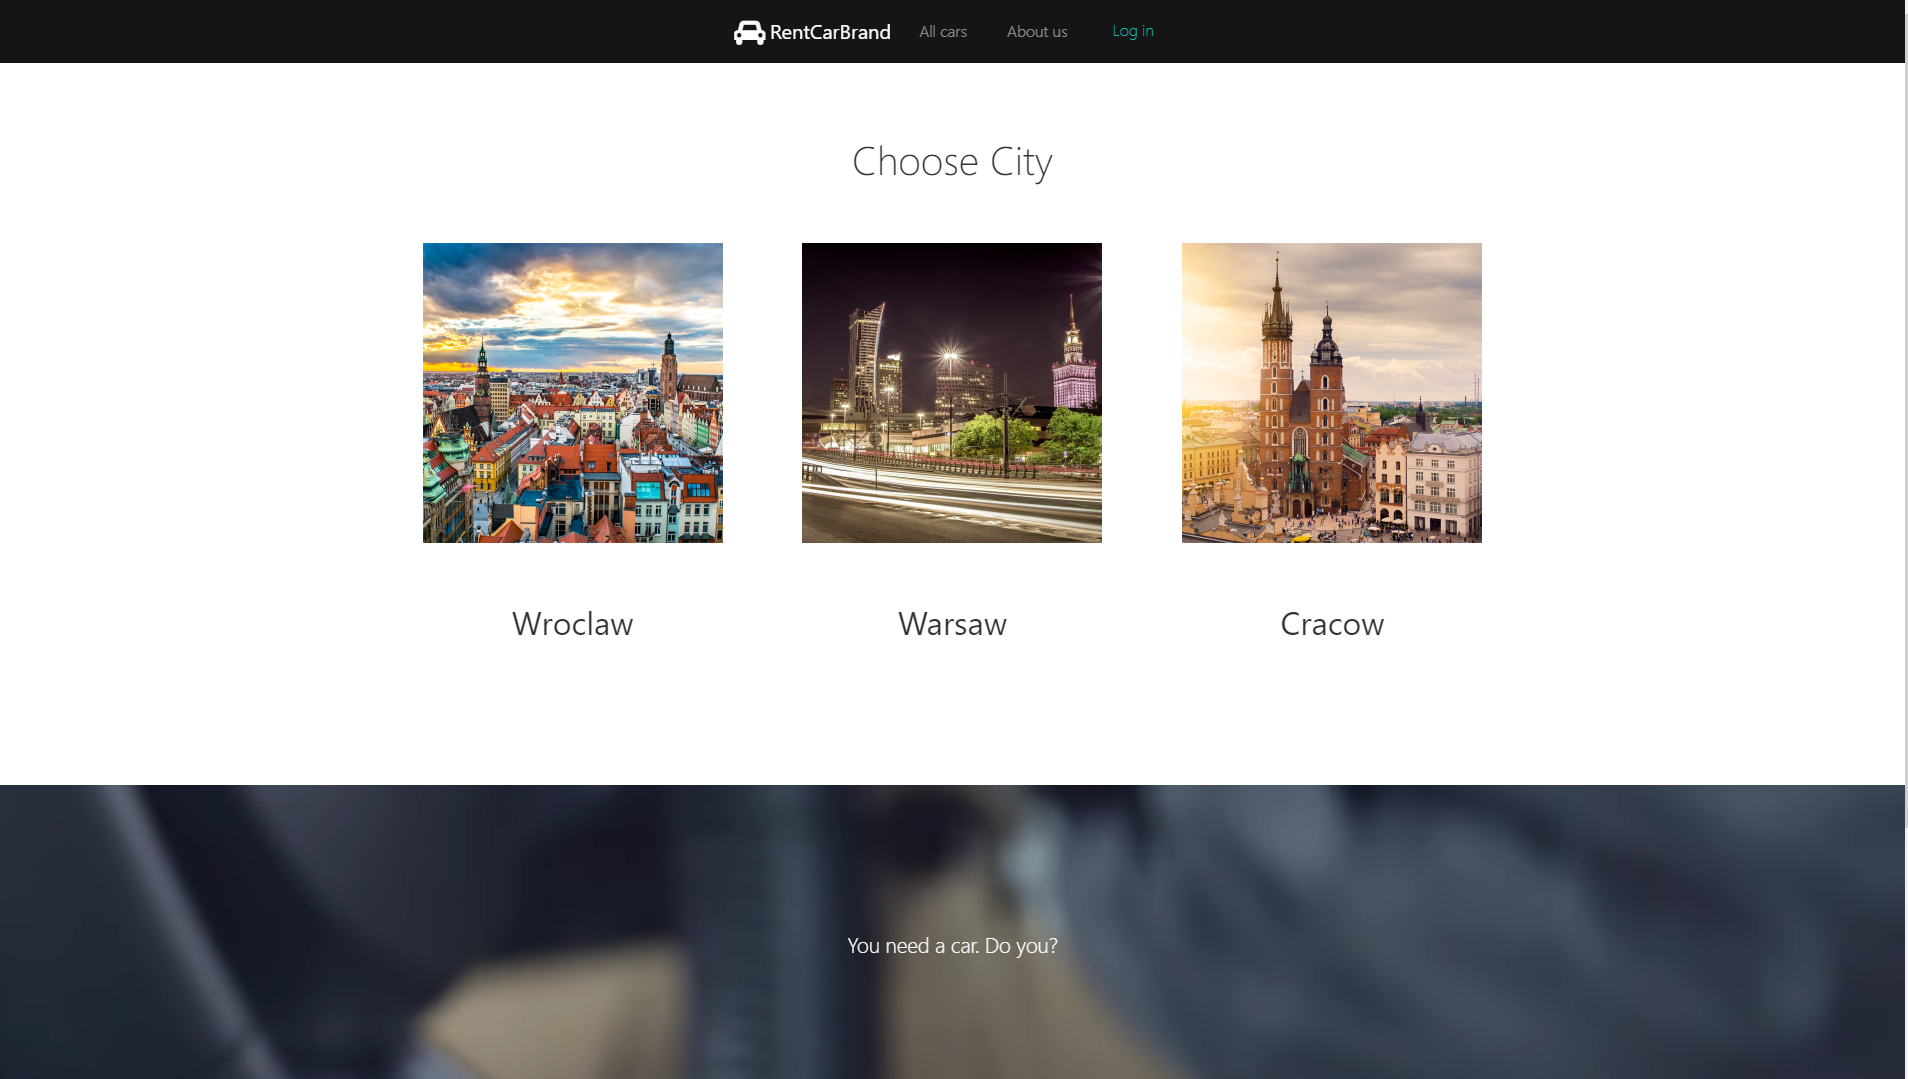 RentCarBrand All cars About us Log in
Choose City
Wroclaw Warsaw Cracow
You need a car. Do you?